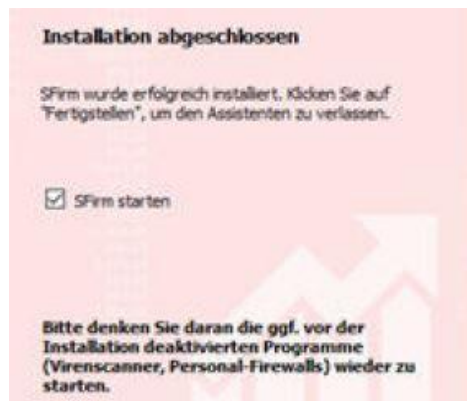 Installation abgeschlossen
SFirm wurde erfolgreich installiert. Klicken Sie auf
"Fertigstellen", um den Assistenten zu verlassen.
SFirm starten
Bitte denken Sie daran die ggf. vor der
Installation deaktivierten Programme
(Virenscanner, Personal-Firewalls) wieder zu
starten.